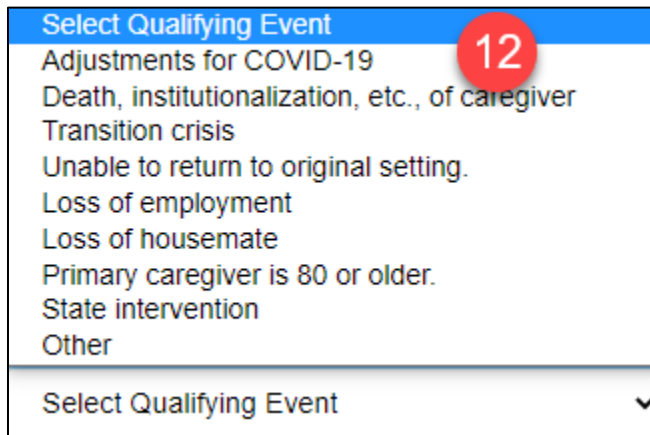 Select Qualifying Event
12
Adjustments for COVID-19
Death, institutionalization, etc., of caregiver
Transition crisis
Unable to return to original setting.
Loss of employment
Loss of housemate
Primary caregiver is 80 or older.
State intervention
Other
Select Qualifying Event